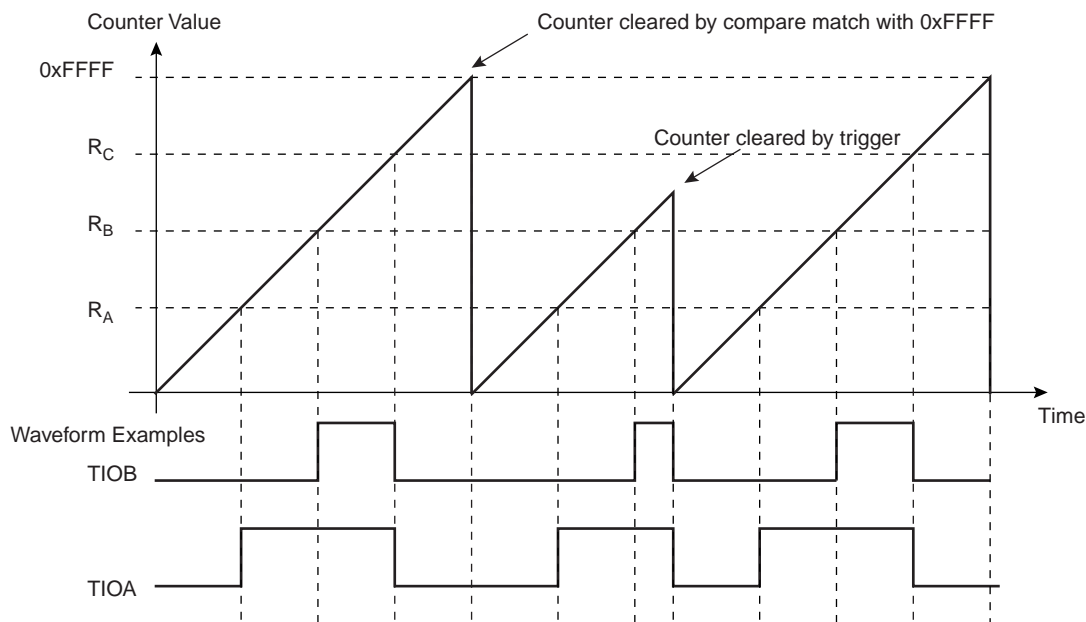 Counter Value
Counter cleared by compare match with 0xFFFF
0xFFFF
RC
Counter cleared by trigger
RB
RA
Time
Waveform Examples
TIOB
TIOA